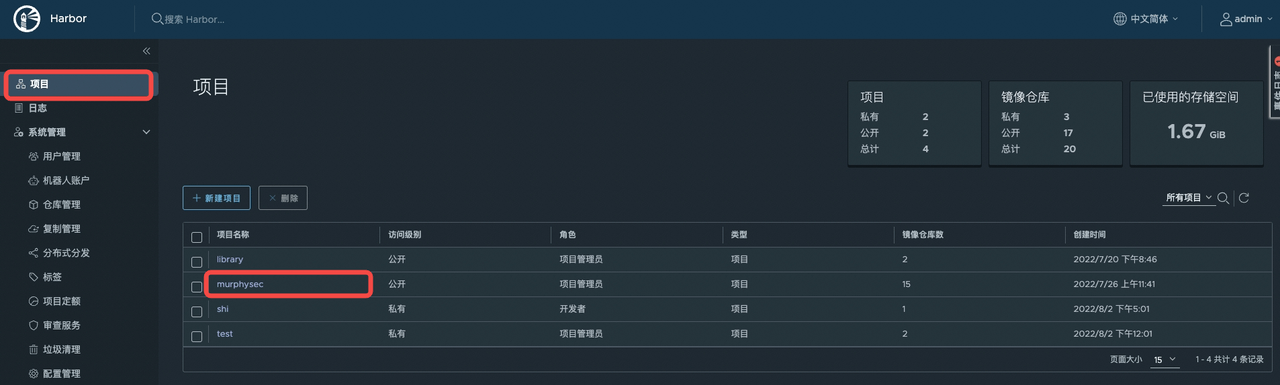 Harbor
搜索 Harbor...
中文简体
admin
项目
日志
系统管理
用户管理
机器人账户
仓库管理
复制管理
分布式分发
标签
项目定额
审查服务
垃圾清理
配置管理
项目
项目
私有 2
公开 2
总计 4
镜像仓库
私有 3
公开 17
总计 20
已使用的存储空间
1.67 GiB
+ 新建项目
× 删除
所有项目
项目名称 访问级别 角色 类型 镜像仓库数 创建时间
library 公开 项目管理员 项目 2 2022/7/20 下午8:46
murphysec 公开 项目管理员 项目 15 2022/7/26 上午11:41
shi 私有 开发者 项目 1 2022/8/2 下午5:01
test 私有 项目管理员 项目 2 2022/8/2 下午12:01
页面大小 15 1 - 4 共计 4 条记录